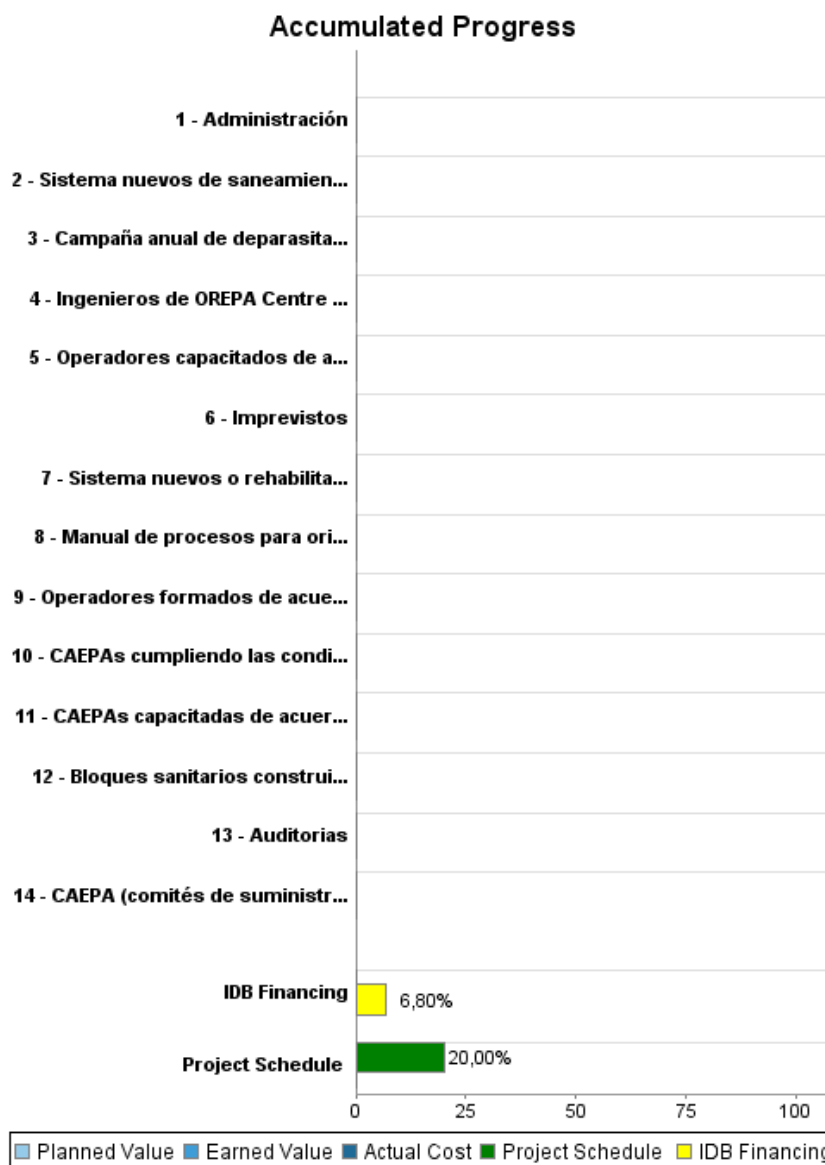 Accumulated Progress
1 - Administración
2 - Sistema nuevos de saneamien...
3 - Campaña anual de deparasita...
4 - Ingenieros de OREPA Centre ...
5 - Operadores capacitados de a...
6 - Imprevistos
7 - Sistema nuevos o rehabilita...
8 - Manual de procesos para ori...
9 - Operadores formados de acue...
10 - CAEPAs cumpliendo las condi...
11 - CAEPAs capacitadas de acuer...
12 - Bloques sanitarios construi...
13 - Auditorias
14 - CAEPA (comités de suministr...
IDB Financing 6,80%
Project Schedule 20,00%
0 25 50 75 100
Planned Value Earned Value Actual Cost Project Schedule IDB Financing